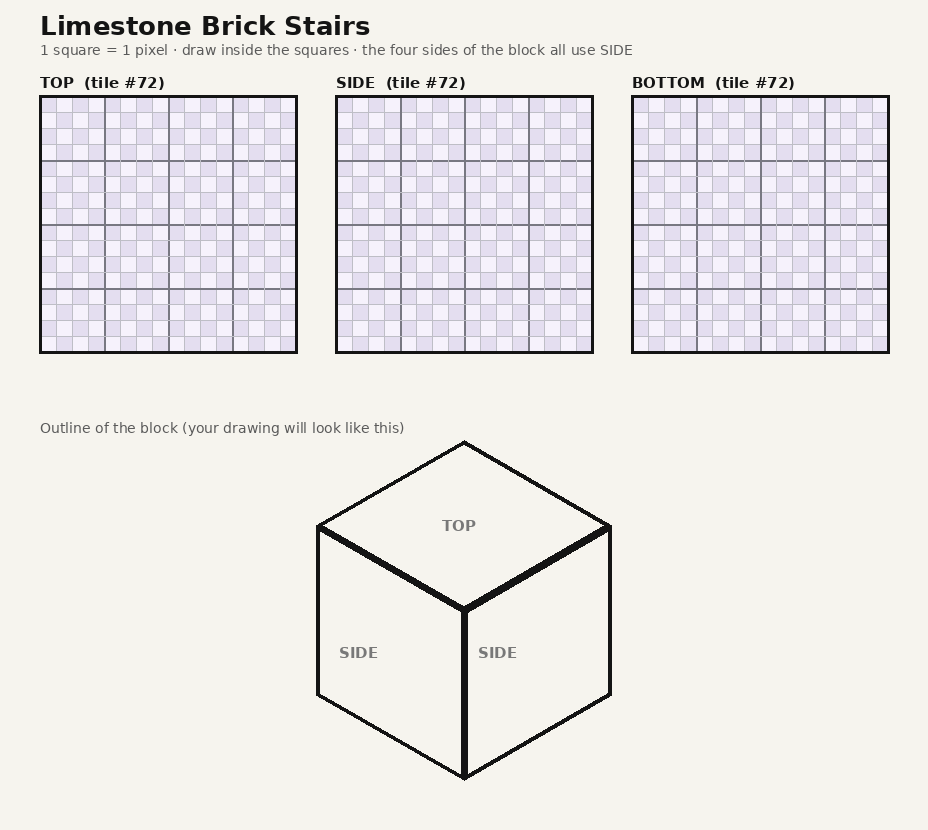 Limestone Brick Stairs
1 square = 1 pixel · draw inside the squares · the four sides of the block all use SIDE
TOP (tile #72)
SIDE (tile #72)
BOTTOM (tile #72)
Outline of the block (your drawing will look like this)
TOP
SIDE
SIDE